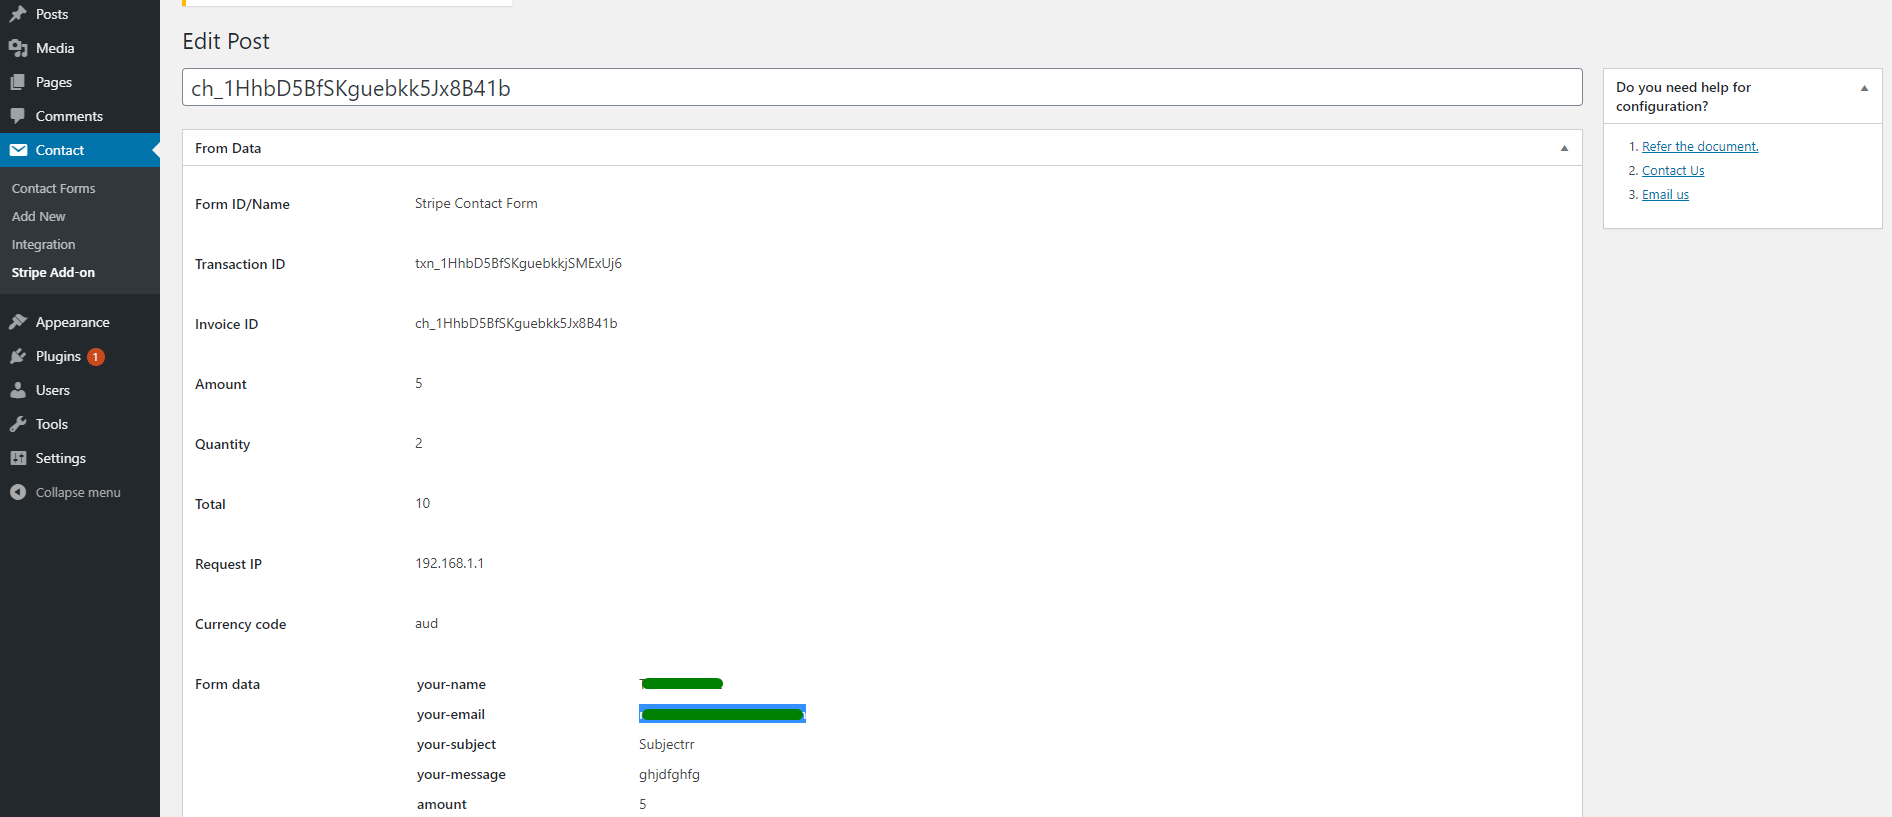 Posts
Media
Pages
Comments
Contact
Contact Forms
Add New
Integration
Stripe Add-on
Appearance
Plugins 1
Users
Tools
Settings
Collapse menu
Edit Post
ch_1HhbD5BfSKguebkk5Jx8B41b
From Data
Form ID/Name Stripe Contact Form
Transaction ID txn_1HhbD5BfSKguebkkjSMExUj6
Invoice ID ch_1HhbD5BfSKguebkk5Jx8B41b
Amount 5
Quantity 2
Total 10
Request IP 192.168.1.1
Currency code aud
Form data your-name
your-email
your-subject Subjectrr
your-message ghjdfghfg
amount 5
Do you need help for
configuration?
1. Refer the document.
2. Contact Us
3. Email us